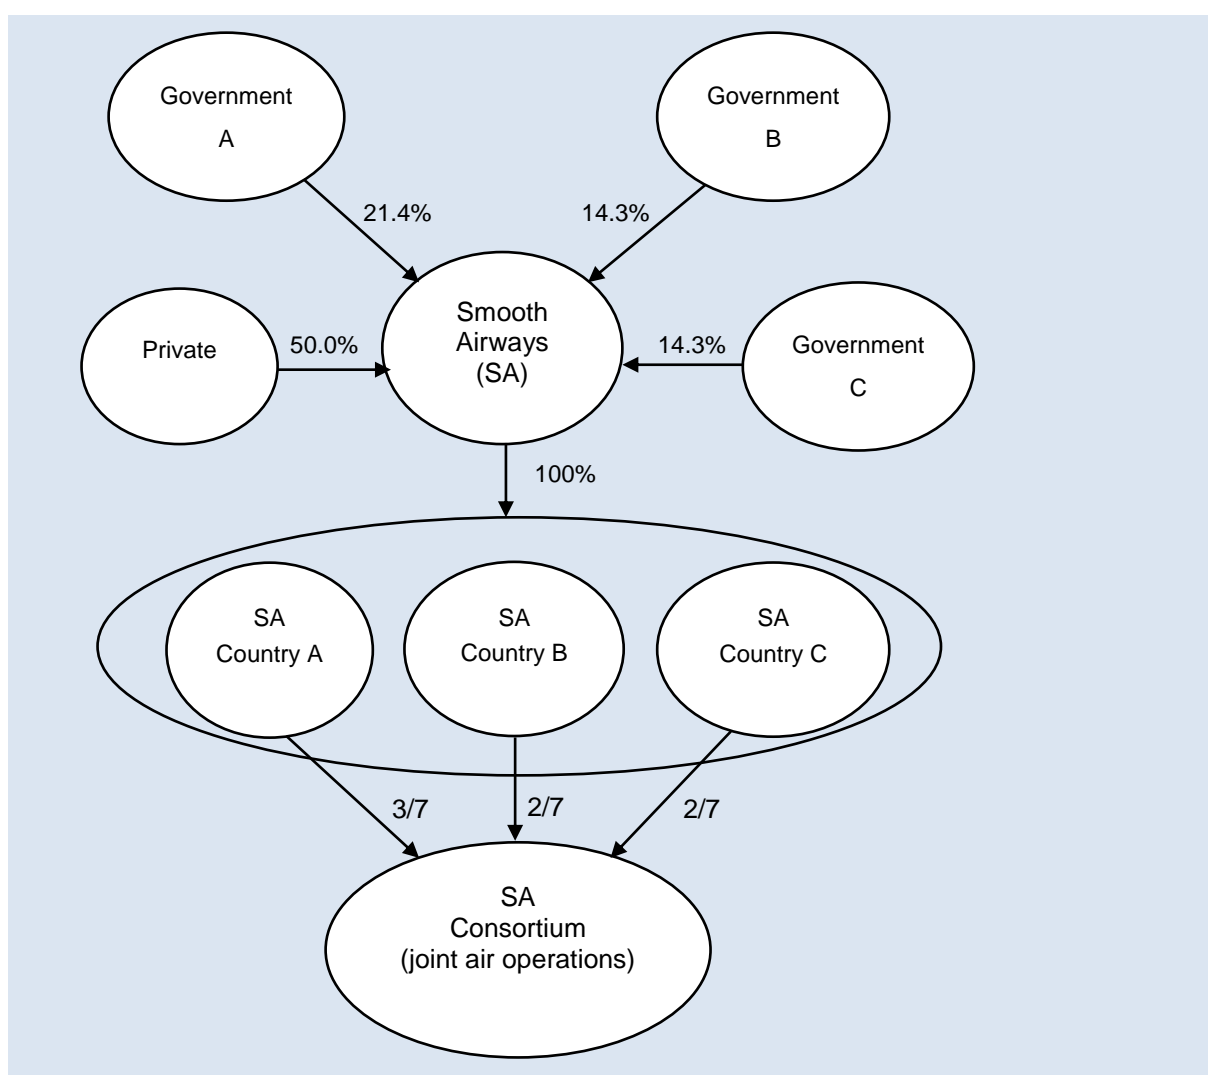 Government
A
Government
B
21.4%
14.3%
Smooth
Airways
(SA)
Private
50.0%
14.3%
Government
C
100%
SA
Country A
SA
Country B
SA
Country C
3/7
2/7
2/7
SA
Consortium
(joint air operations)